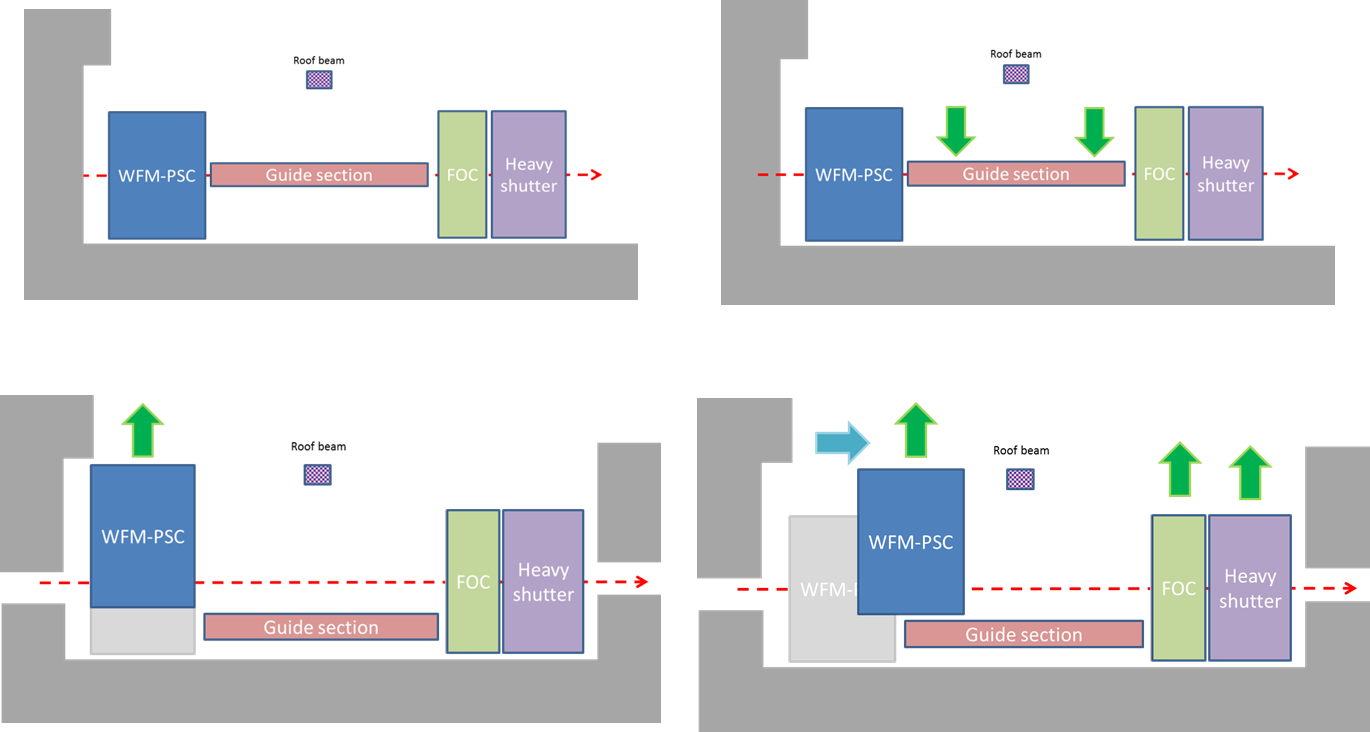 Roof beam
WFM-PSC
Guide section
FOC
Heavy
shutter
Roof beam
WFM-PSC
Guide section
FOC
Heavy
shutter
Roof beam
WFM-PSC
FOC
Heavy
shutter
Guide section
Roof beam
WFM-PSC
WFM-P
FOC
Heavy
shutter
Guide section